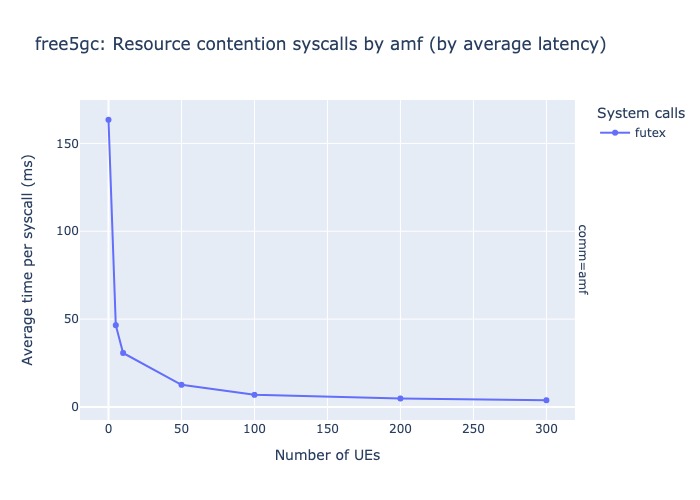 free5gc: Resource contention syscalls by amf (by average latency)
System calls
futex
Average time per syscall (ms)
150
100
50
0
comm=amf
0 50 100 150 200 250 300
Number of UEs